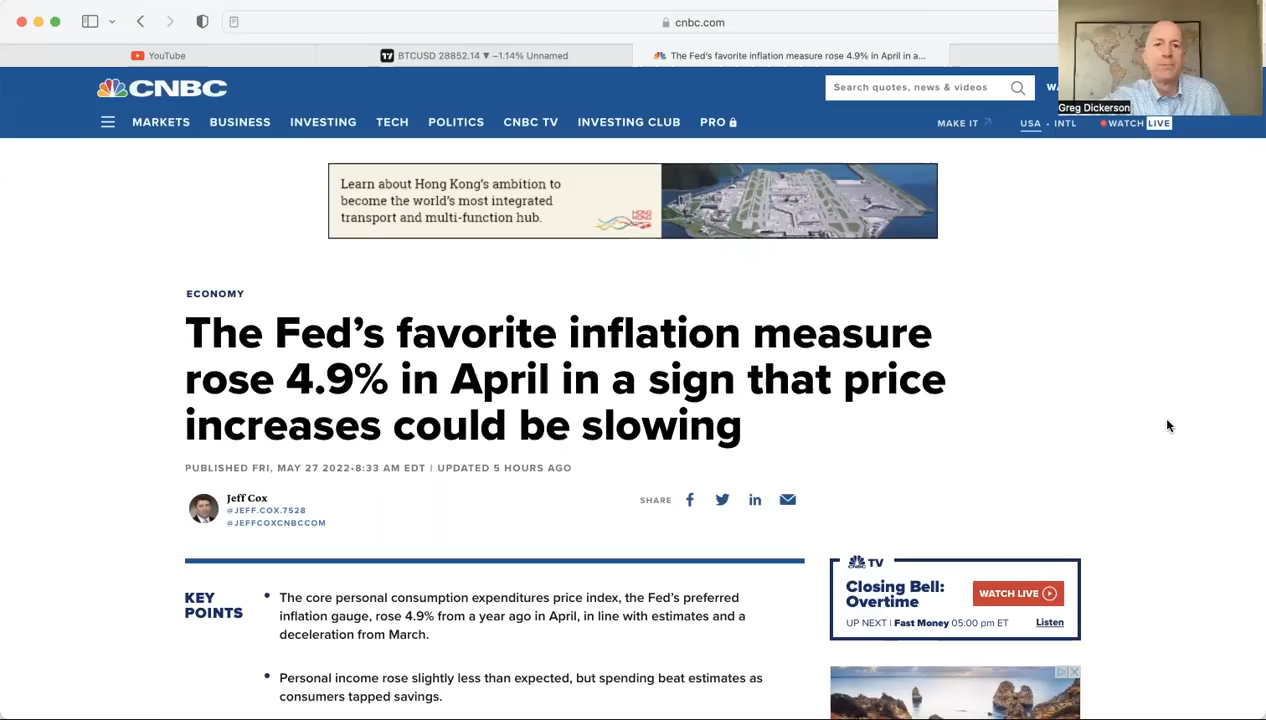 cnbc.com
YouTube
BTCUSD 28852.14 ▼ −1.14% Unnamed
The Fed's favorite inflation measure rose 4.9% in April in a...
CNBC
Search quotes, news & videos
WA
Greg Dickerson
MARKETS BUSINESS INVESTING TECH POLITICS CNBC TV INVESTING CLUB PRO
MAKE IT USA • INTL WATCH LIVE
Learn about Hong Kong's ambition to
become the world's most integrated
transport and multi-function hub.
HONG
KONG
ECONOMY
The Fed's favorite inflation measure
rose 4.9% in April in a sign that price
increases could be slowing
PUBLISHED FRI, MAY 27 2022•8:33 AM EDT | UPDATED 5 HOURS AGO
Jeff Cox
@JEFF.COX.7528
@JEFFCOXCNBCCOM
SHARE
KEY
POINTS
• The core personal consumption expenditures price index, the Fed's preferred
inflation gauge, rose 4.9% from a year ago in April, in line with estimates and a
deceleration from March.
• Personal income rose slightly less than expected, but spending beat estimates as
consumers tapped savings.
CNBC TV
Closing Bell:
Overtime
WATCH LIVE
UP NEXT | Fast Money 05:00 pm ET Listen